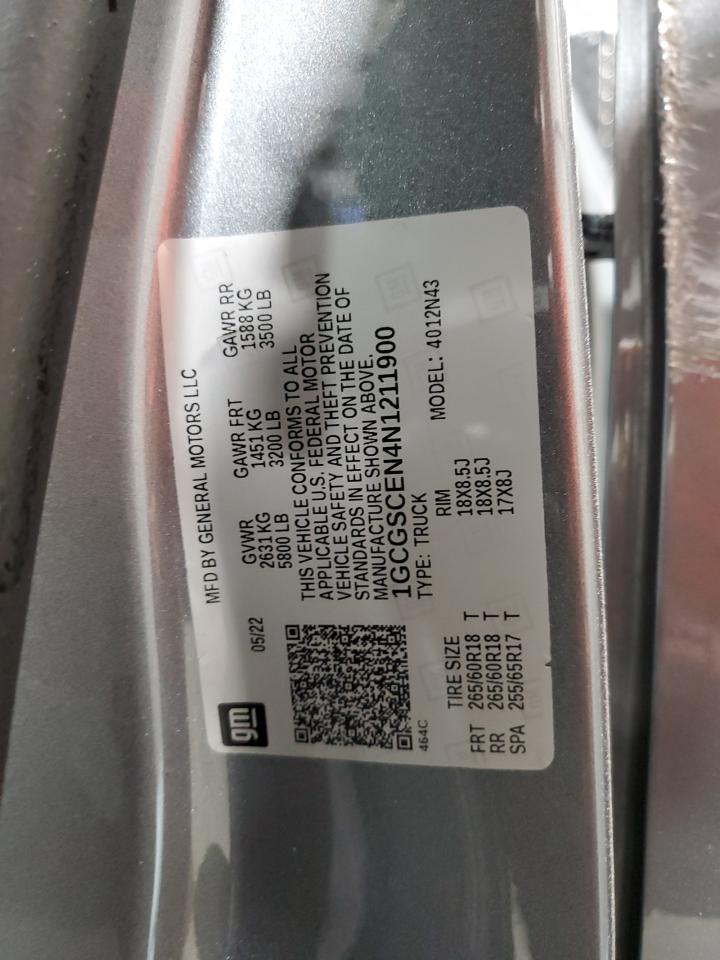 gm
MFD BY GENERAL MOTORS LLC
05/22
GVWR GAWR FRT GAWR RR
2631 KG 1451 KG 1588 KG
5800 LB 3200 LB 3500 LB
THIS VEHICLE CONFORMS TO ALL
APPLICABLE U.S. FEDERAL MOTOR
VEHICLE SAFETY AND THEFT PREVENTION
STANDARDS IN EFFECT ON THE DATE OF
MANUFACTURE SHOWN ABOVE.
1GCGSCEN4N1211900
TYPE: TRUCK MODEL: 4012N43
464C
TIRE SIZE RIM
FRT 265/60R18 T 18X8.5J
RR 265/60R18 T 18X8.5J
SPA 255/65R17 T 17X8J